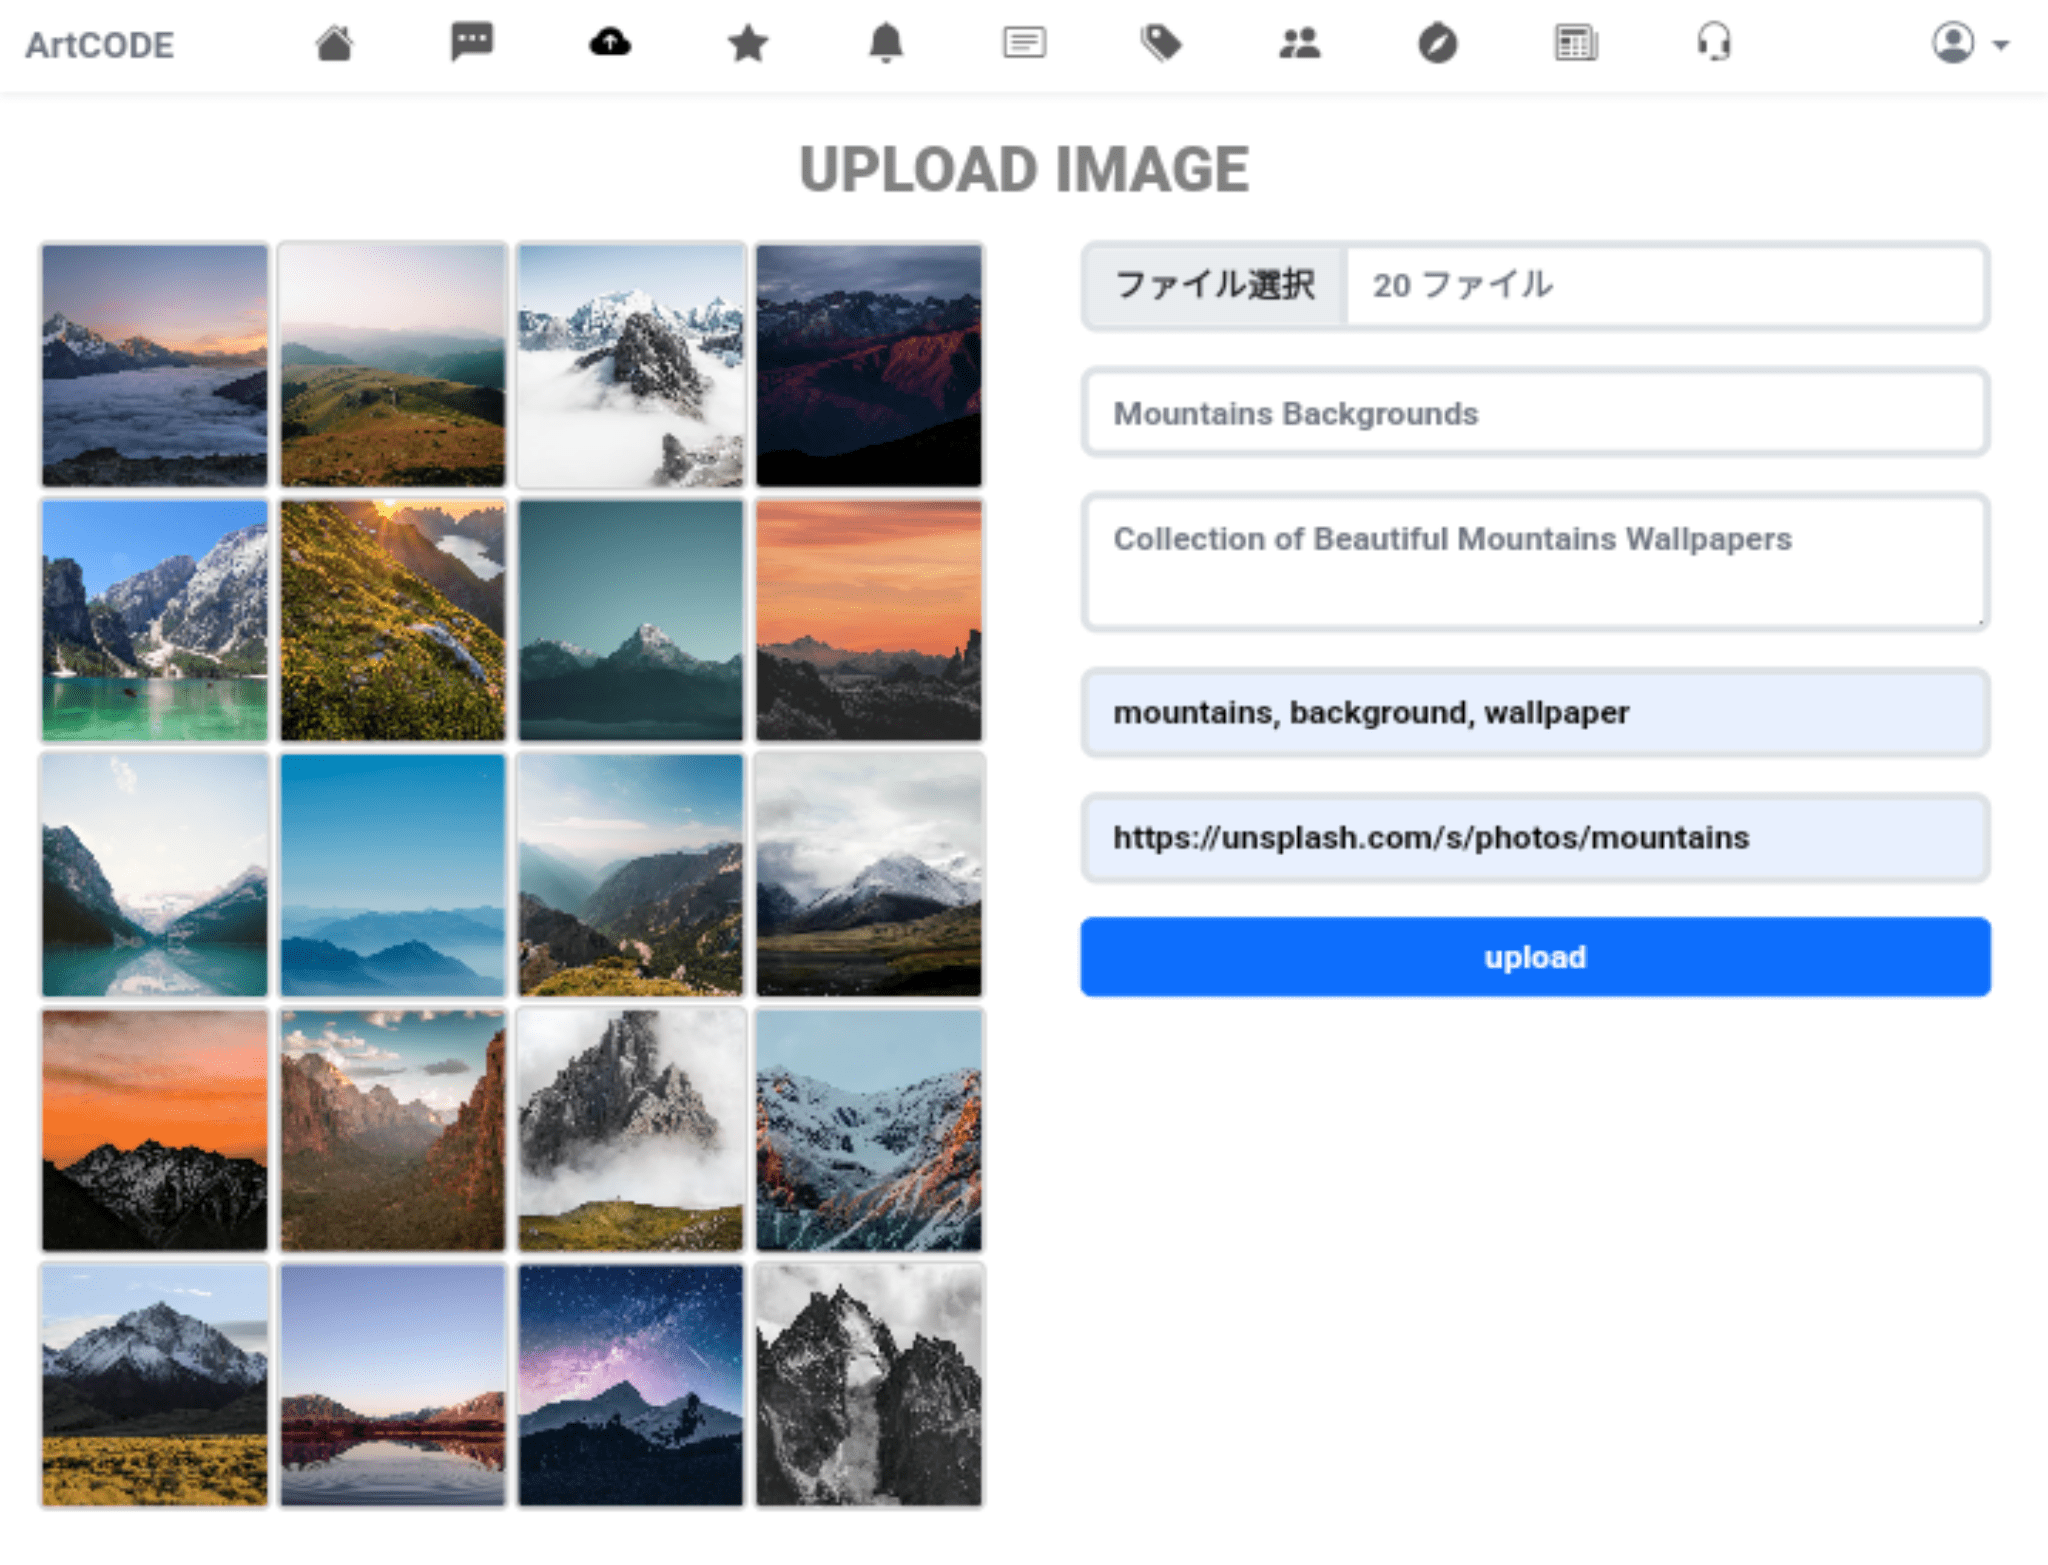 ArtCODE
UPLOAD IMAGE
ファイル選択 20 ファイル
Mountains Backgrounds
Collection of Beautiful Mountains Wallpapers
mountains, background, wallpaper
https://unsplash.com/s/photos/mountains
upload